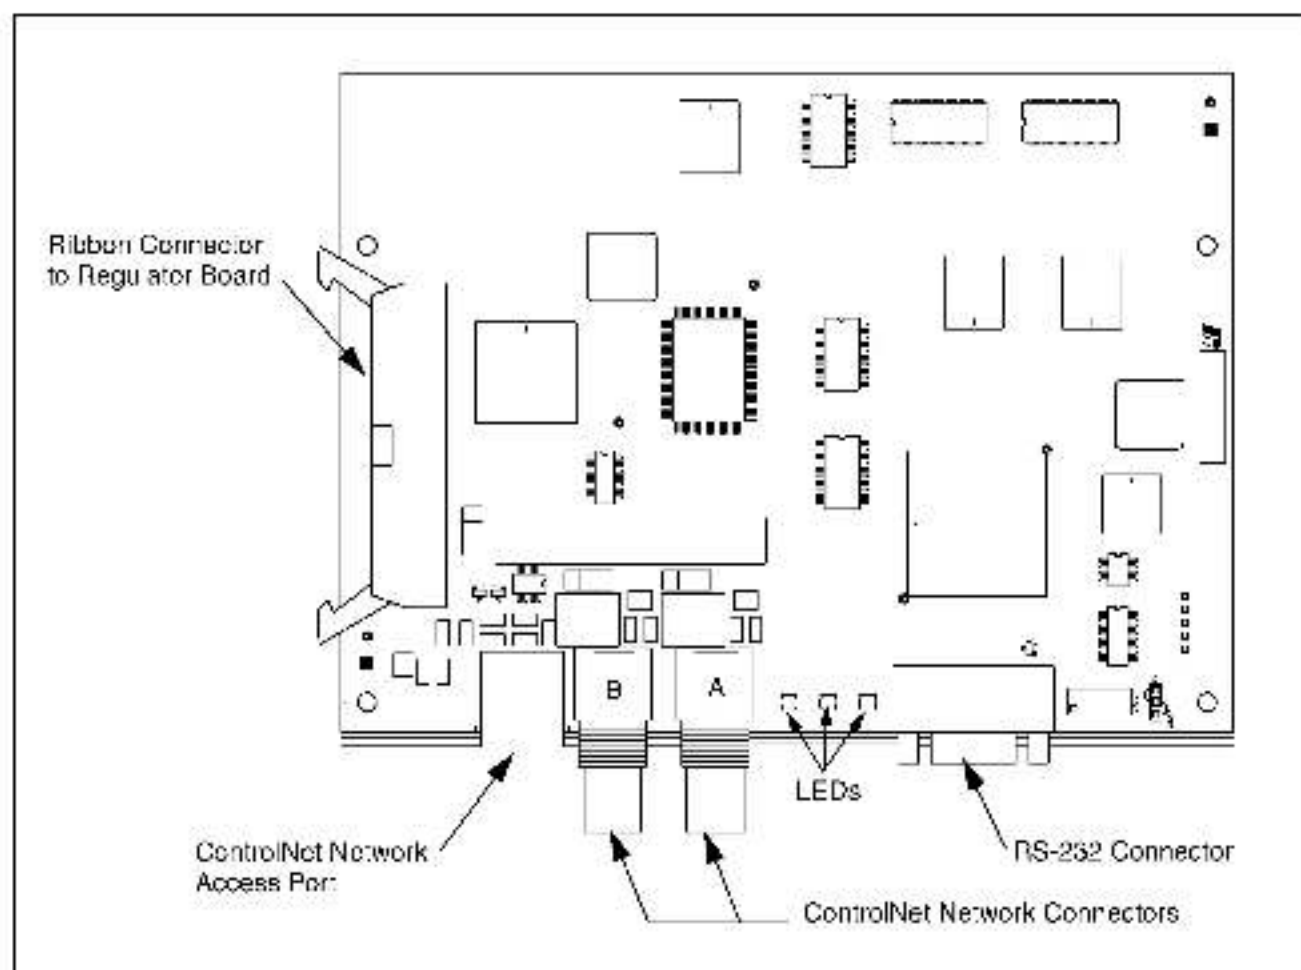 Ribbon Connector
to Regulator Board
B
A
LEDs
ControlNet Network
Access Port
RS-232 Connector
ControlNet Network Connectors